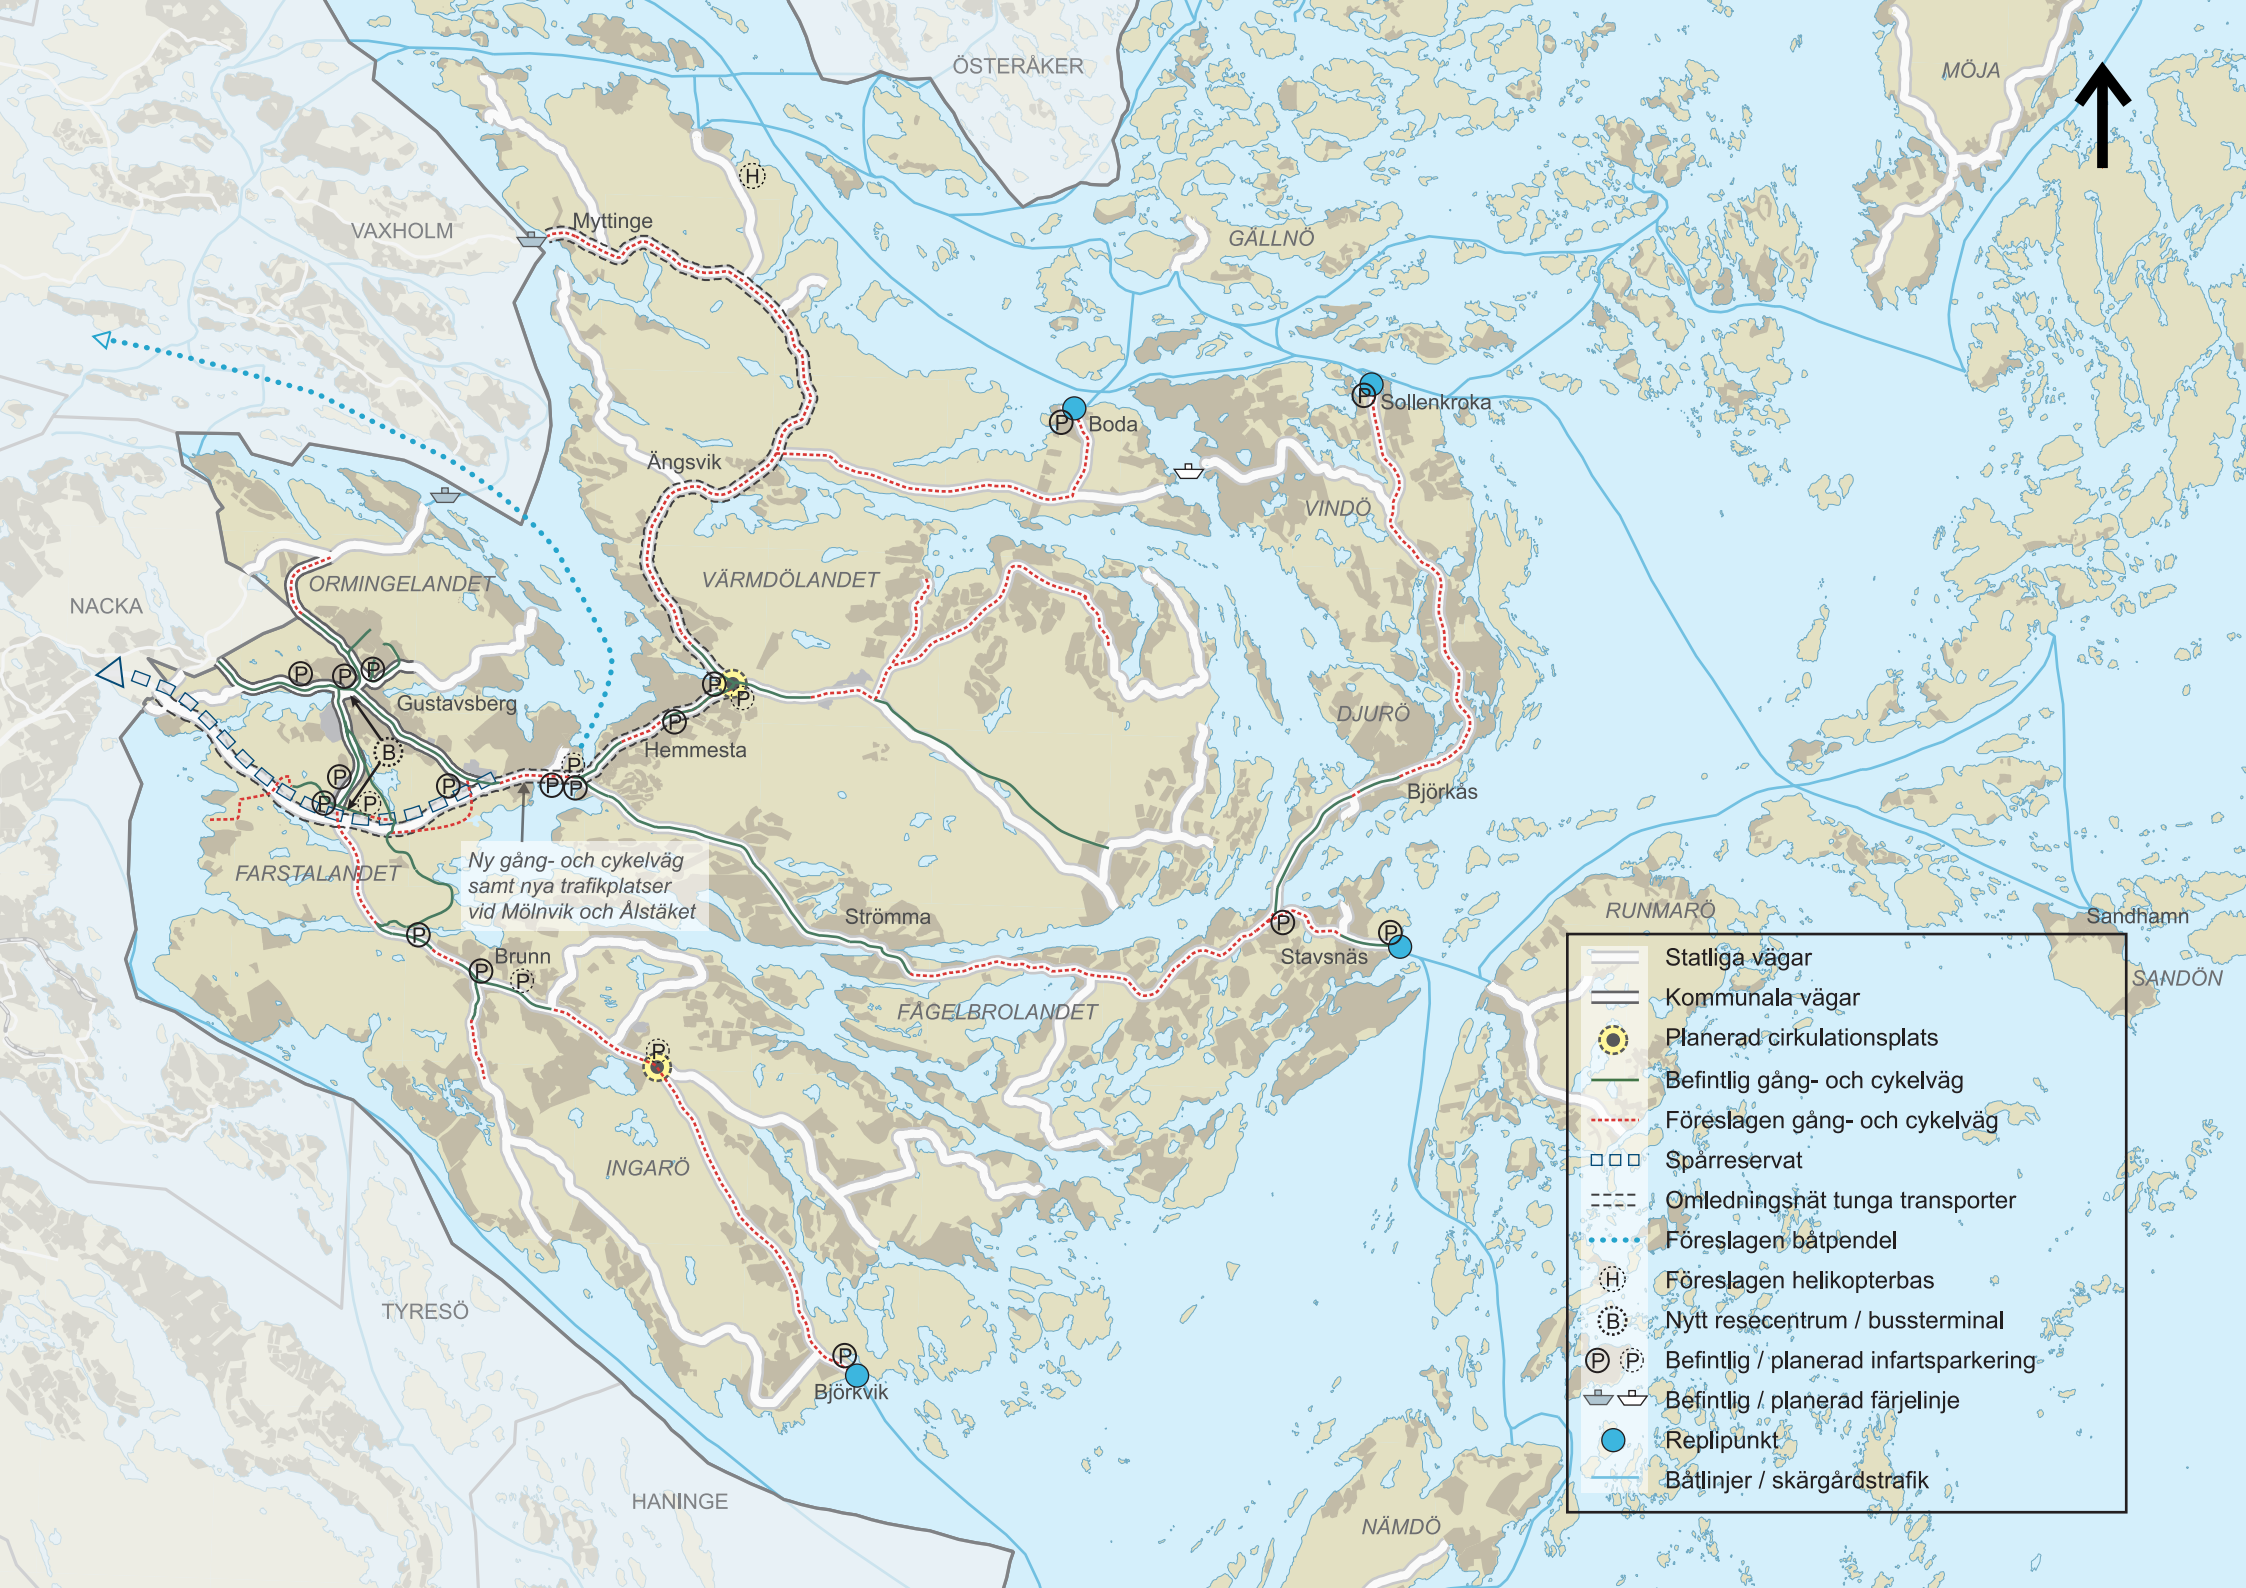 ÖSTERÅKER
MÖJA
H
Myttinge
VAXHOLM
GÄLLNÖ
P
Sollenkroka
P
Boda
Ängsvik
VINDÖ
VÄRMDÖLANDET
ORMINGELANDET
NACKA
P
P
P
P
P
Gustavsberg
DJURÖ
P
Hemmesta
B
P
P
P
P
P
P
P
P
Björkås
Ny gång- och cykelväg
samt nya trafikplatser
vid Mölnvik och Ålstäket
FARSTALANDET
Strömma
RUNMARÖ
Sandhamn
P
P
P
Stavsnäs
Brunn
P
P
SANDÖN
FÅGELBROLANDET
P
INGARÖ
TYRESÖ
P
Björkvik
HANINGE
NÄMDÖ
Statliga vägar
Kommunala vägar
Planerad cirkulationsplats
Befintlig gång- och cykelväg
Föreslagen gång- och cykelväg
Spårreservat
Omledningsnät tunga transporter
Föreslagen båtpendel
H Föreslagen helikopterbas
B Nytt resecentrum / bussterminal
P P Befintlig / planerad infartsparkering
Befintlig / planerad färjelinje
Replipunkt
Båtlinjer / skärgårdstrafik